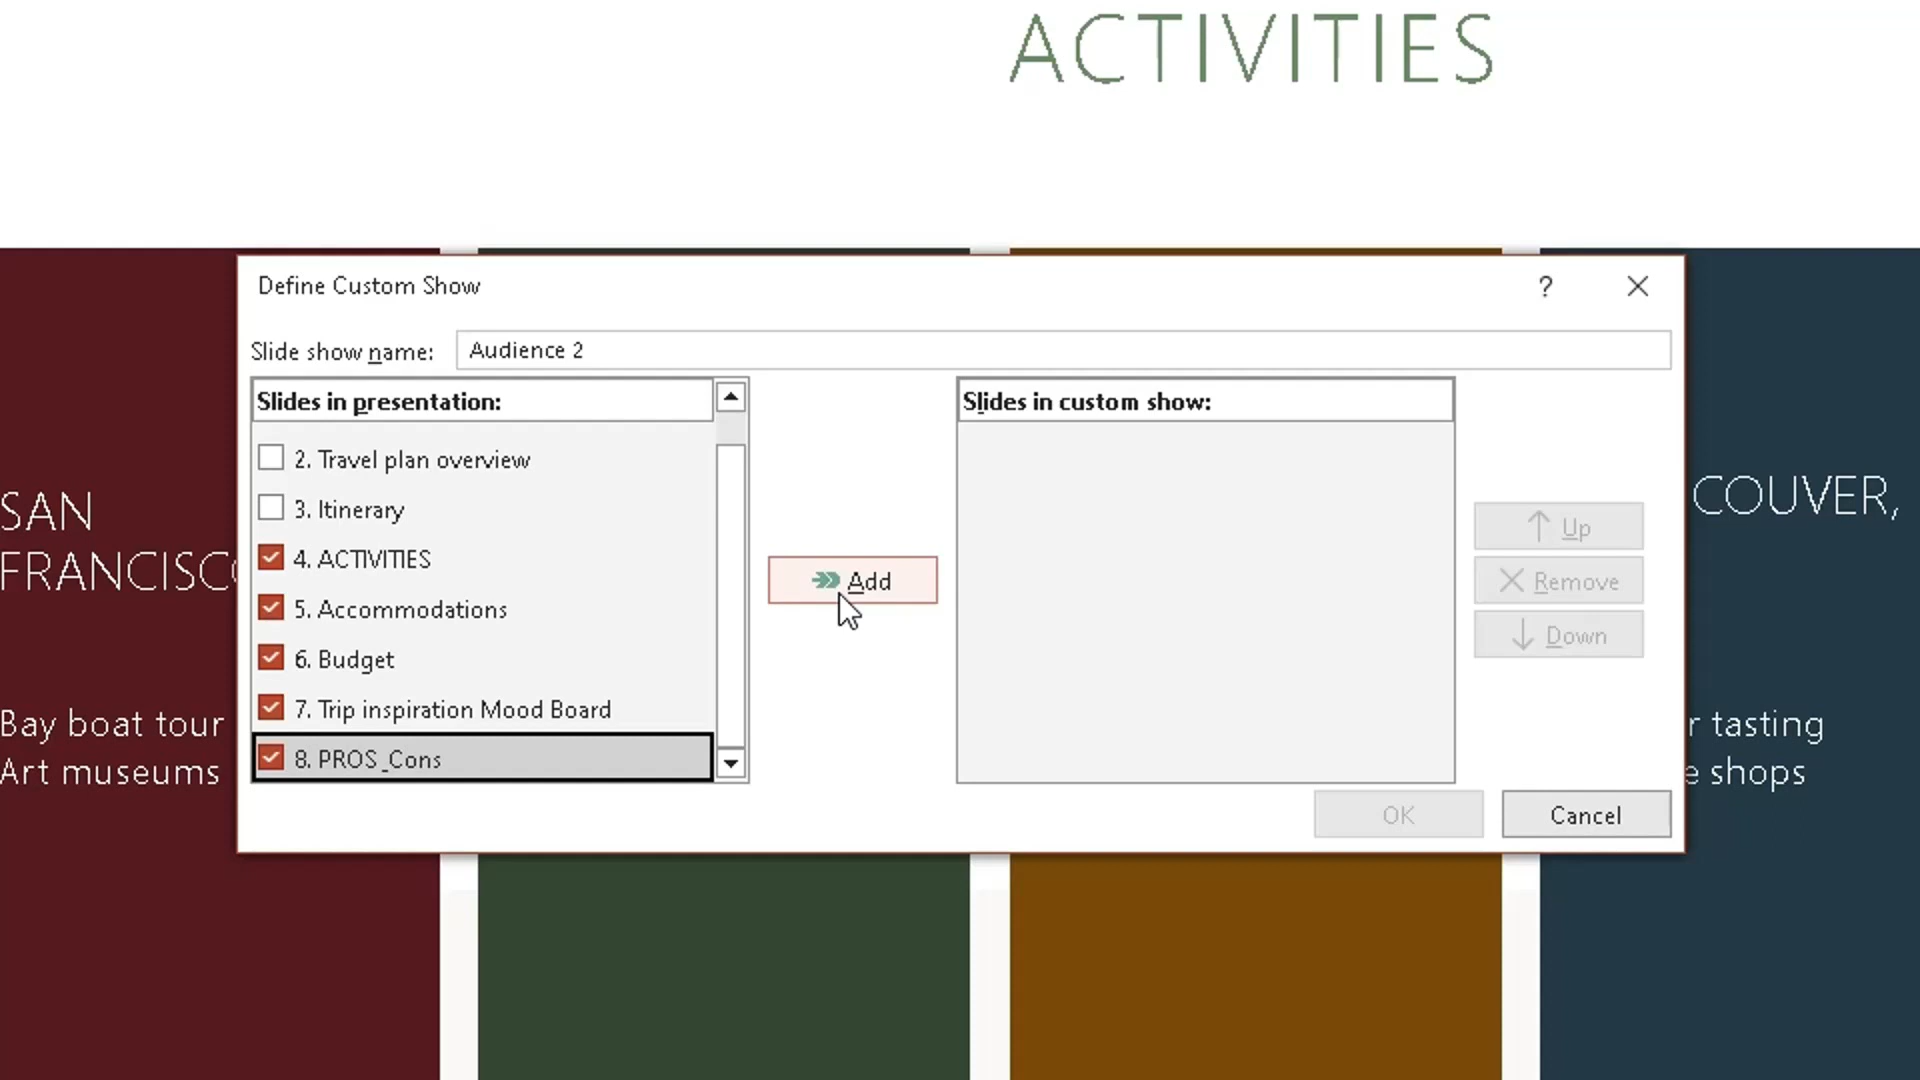 ACTIVITIES
Define Custom Show
?
Slide show name: Audience 2
Slides in presentation:
2. Travel plan overview
3. Itinerary
4. ACTIVITIES
5. Accommodations
6. Budget
7. Trip inspiration Mood Board
8. PROS_Cons
Add
Slides in custom show:
Up
Remove
Down
OK
Cancel
SAN
FRANCISC
Bay boat tour
Art museums
COUVER,
r tasting
e shops